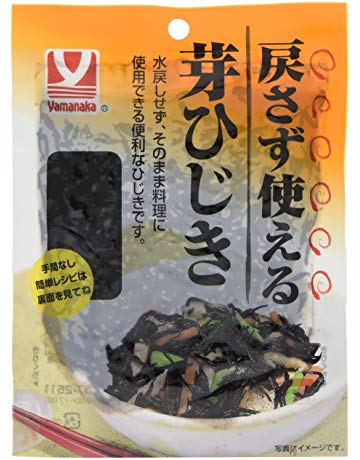 Yamanaka®
戻さず使える
芽ひじき
水戻しせず、そのまま料理に
使用できる便利なひじきです。
手間なし
簡単レシピは
裏面を見てね
写真はイメージです。